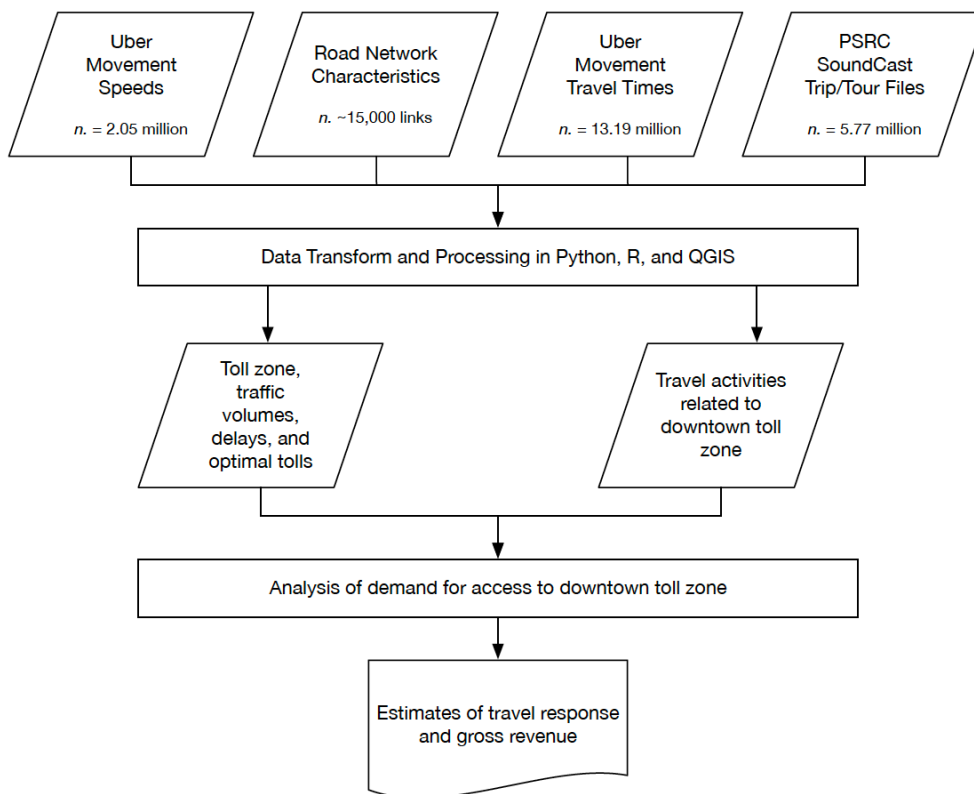 Uber
Movement
Speeds
n. = 2.05 million
Road Network
Characteristics
n. ~15,000 links
Uber
Movement
Travel Times
n. = 13.19 million
PSRC
SoundCast
Trip/Tour Files
n. = 5.77 million
Data Transform and Processing in Python, R, and QGIS
Toll zone,
traffic
volumes,
delays, and
optimal tolls
Travel activities
related to
downtown toll
zone
Analysis of demand for access to downtown toll zone
Estimates of travel response
and gross revenue